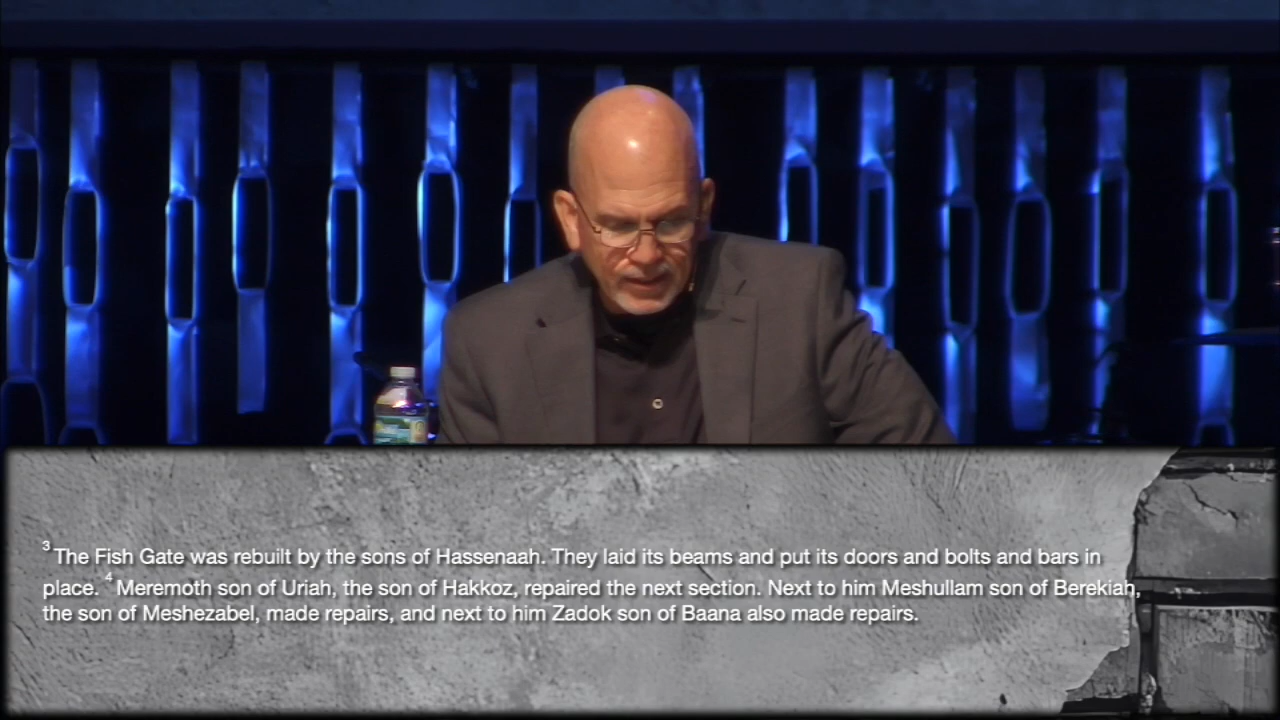 3 The Fish Gate was rebuilt by the sons of Hassenaah. They laid its beams and put its doors and bolts and bars in
place. 4 Meremoth son of Uriah, the son of Hakkoz, repaired the next section. Next to him Meshullam son of Berekiah,
the son of Meshezabel, made repairs, and next to him Zadok son of Baana also made repairs.